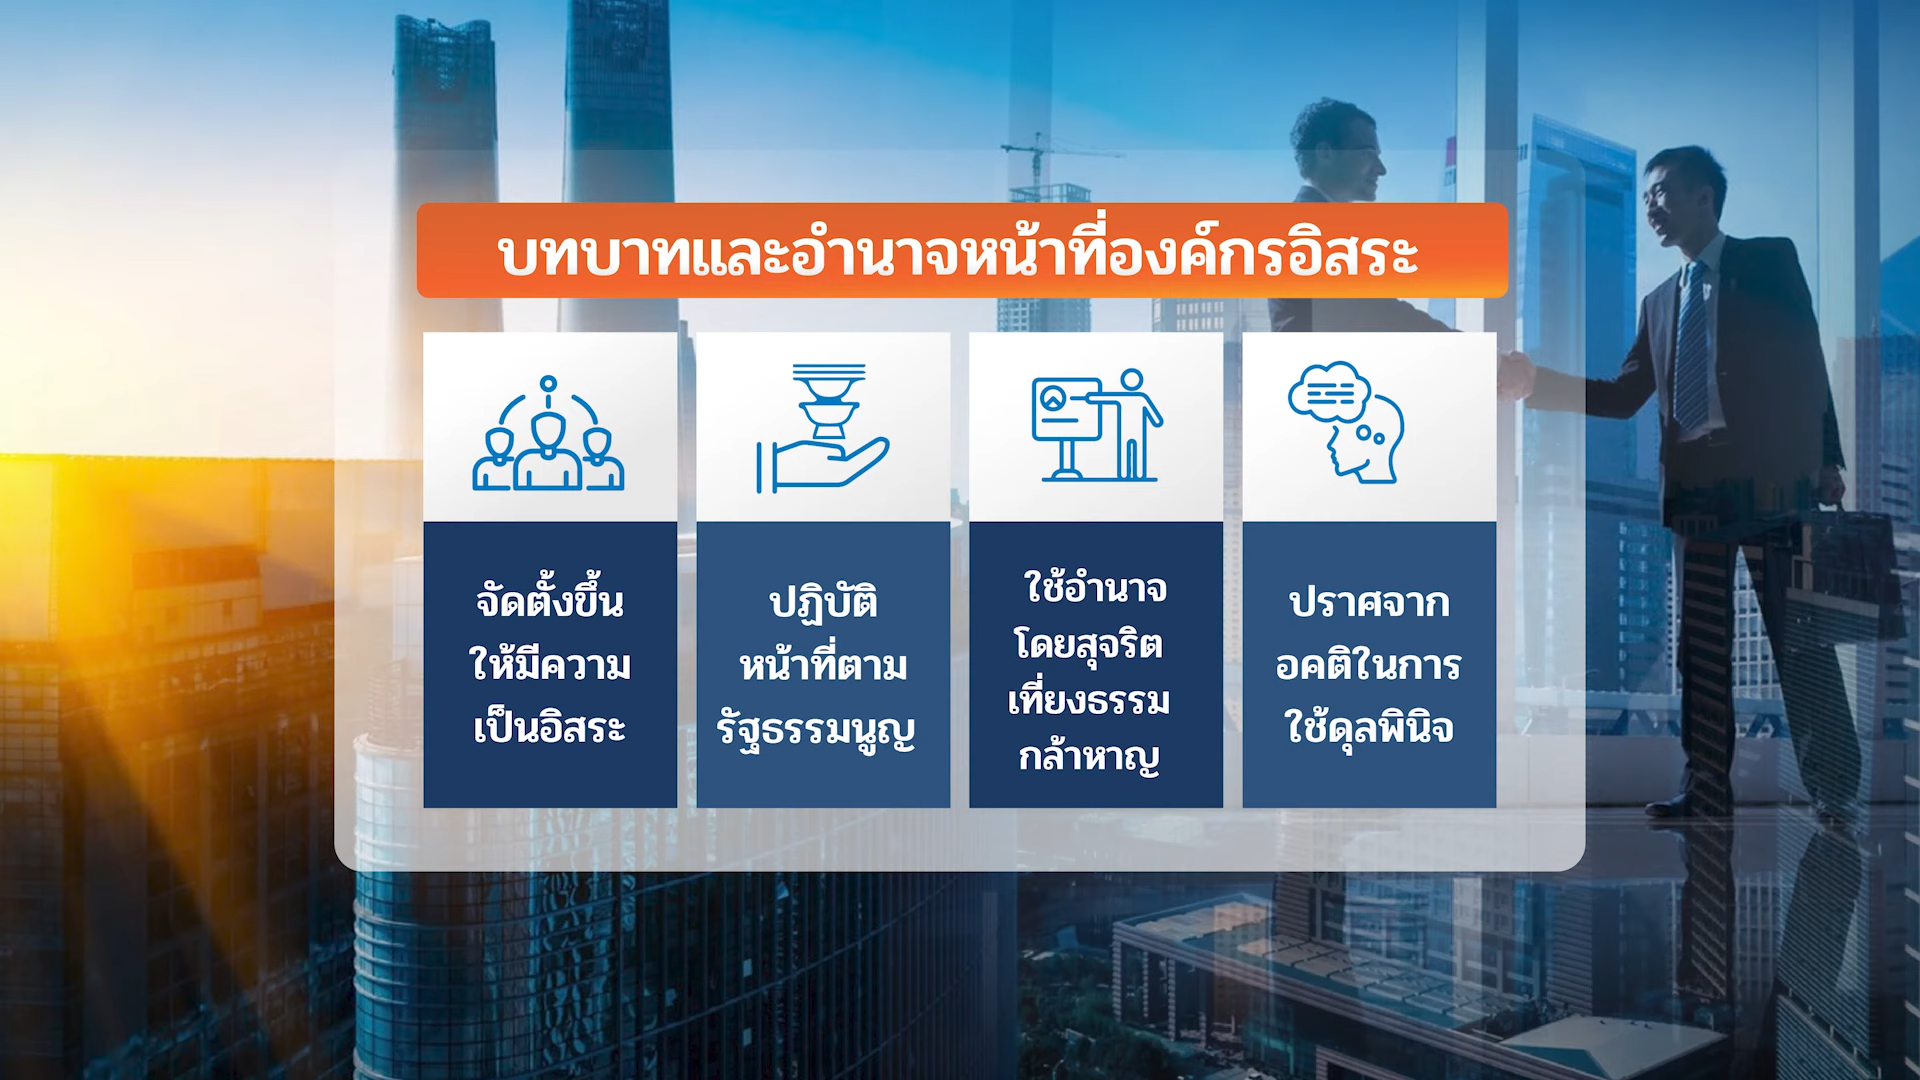 บทบาทและอำนาจหน้าที่องค์กรอิสระ
จัดตั้งขึ้น
ให้มีความ
เป็นอิสระ
ปฏิบัติ
หน้าที่ตาม
รัฐธรรมนูญ
ใช้อำนาจ
โดยสุจริต
เที่ยงธรรม
กล้าหาญ
ปราศจาก
อคติในการ
ใช้ดุลพินิจ